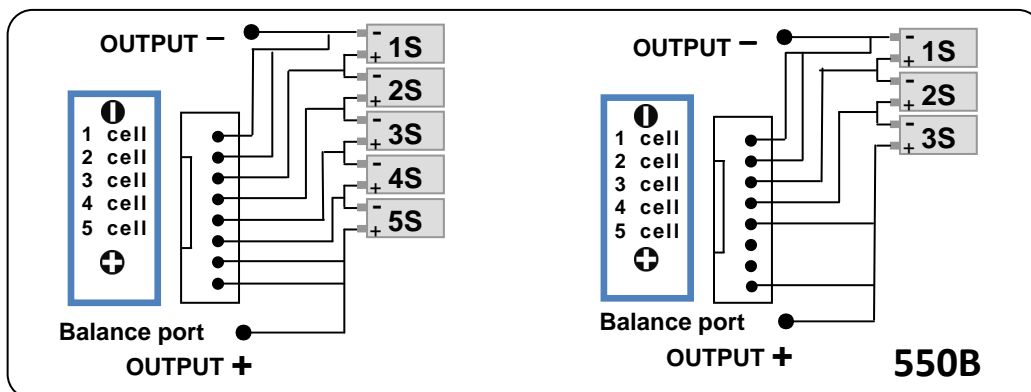 OUTPUT −
- 1S
+
- 2S
+
- 3S
+
- 4S
+
- 5S
+
1 cell
2 cell
3 cell
4 cell
5 cell
+
Balance port
OUTPUT +
OUTPUT −
- 1S
+
- 2S
+
- 3S
+
1 cell
2 cell
3 cell
4 cell
5 cell
+
Balance port
OUTPUT +
550B